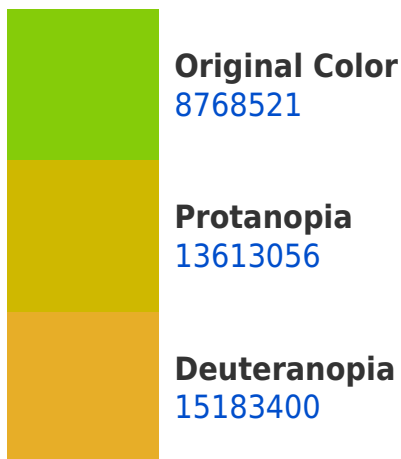 Original Color
8768521
Protanopia
13613056
Deuteranopia
15183400